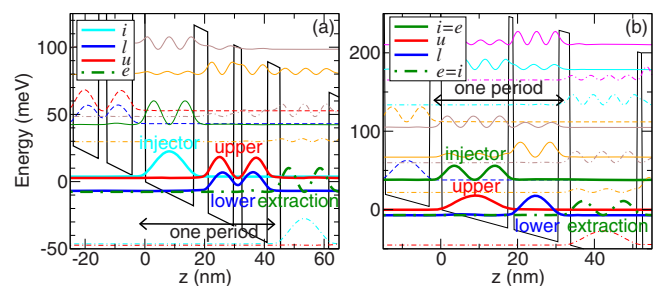 (a)
i
l
u
e
Energy (meV)
100
50
0
-50
injector
upper
lower
extraction
one period
-20
0
20
40
60
z (nm)
(b)
i=e
u
l
e=i
200
100
0
one period
injector
upper
lower
extraction
0
20
40
z (nm)